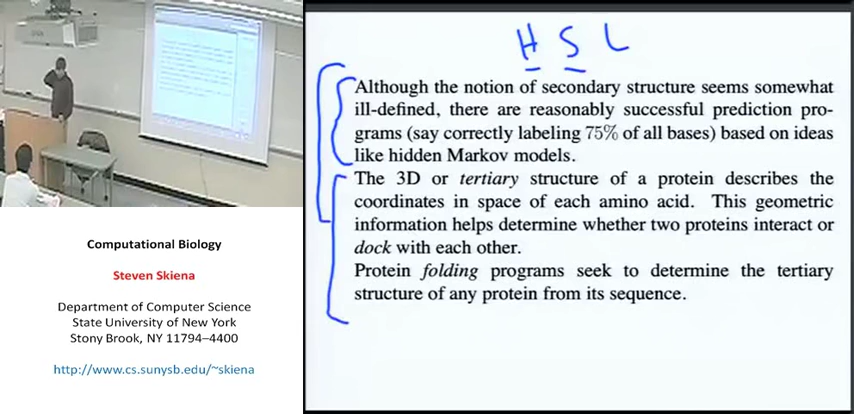 H S L
Although the notion of secondary structure seems somewhat
ill-defined, there are reasonably successful prediction pro-
grams (say correctly labeling 75% of all bases) based on ideas
like hidden Markov models.
The 3D or tertiary structure of a protein describes the
coordinates in space of each amino acid. This geometric
information helps determine whether two proteins interact or
dock with each other.
Protein folding programs seek to determine the tertiary
structure of any protein from its sequence.
Computational Biology
Steven Skiena
Department of Computer Science
State University of New York
Stony Brook, NY 11794–4400
http://www.cs.sunysb.edu/~skiena